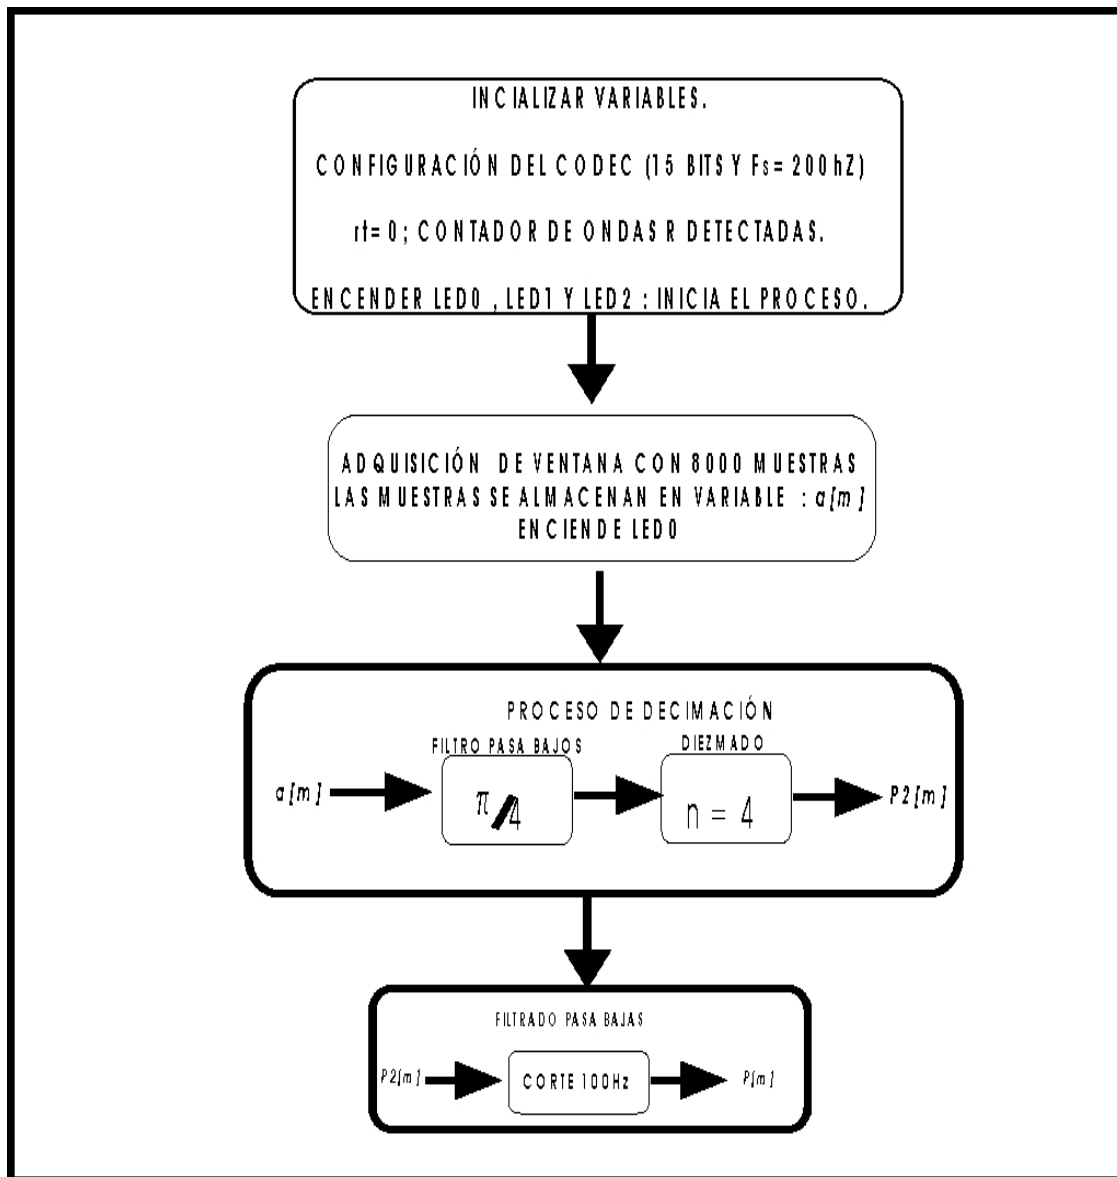 INCIALIZAR VARIABLES.
CONFIGURACIÓN DEL CODEC (15 BITS Y Fs= 200hZ)
rt= 0; CONTADOR DE ONDAS R DETECTADAS.
ENCENDER LED0 , LED1 Y LED2 : INICIA EL PROCESO.
ADQUISICIÓN DE VENTANA CON 8000 MUESTRAS
LAS MUESTRAS SE ALMACENAN EN VARIABLE : a[m]
ENCIENDE LED0
PROCESO DE DECIMACIÓN
FILTRO PASA BAJOS
DIEZMADO
a[m]
π/4
n = 4
P2[m]
FILTRADO PASA BAJAS
P2[m]
CORTE 100Hz
P[m]